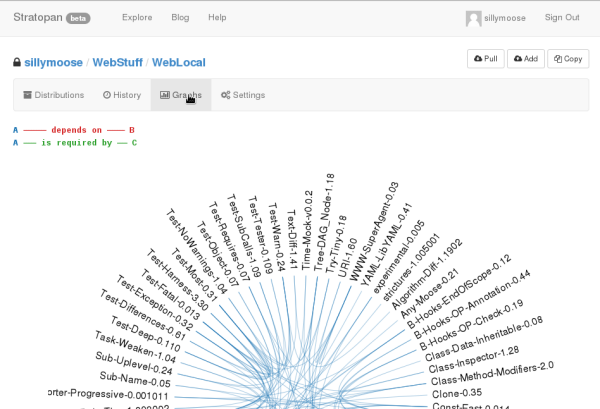 Stratopan beta Explore Blog Help sillymoose Sign Out
sillymoose / WebStuff / WebLocal Pull Add Copy
Distributions History Graphs Settings
A —— depends on —— B
A —— is required by —— C
orter-Progressive-0.001011
Sub-Name-0.05
Sub-Uplevel-0.24
Task-Weaken-1.04
Test-Deep-0.110
Test-Differences-0.61
Test-Exception-0.32
Test-Fatal-0.013
Test-Harness-3.30
Test-Most-0.31
Test-NoWarnings-1.04
Test-Object-0.07
Test-Requires-0.07
Test-SubCalls-1.09
Test-Tester-0.109
Test-Warn-0.24
Text-Diff-1.41
Time-Mock-v0.0.2
Tree-DAG_Node-1.18
Try-Tiny-0.18
URI-1.60
WWW-SuperAgent-0.03
YAML-LibYAML-0.41
experimental-0.005
strictures-1.005001
Algorithm-Diff-1.1902
Any-Moose-0.21
B-Hooks-EndOfScope-0.12
B-Hooks-OP-Annotation-0.44
B-Hooks-OP-Check-0.19
Class-Data-Inheritable-0.08
Class-Inspector-1.28
Class-Method-Modifiers-2.0
Clone-0.35
Const-Fast-0.014